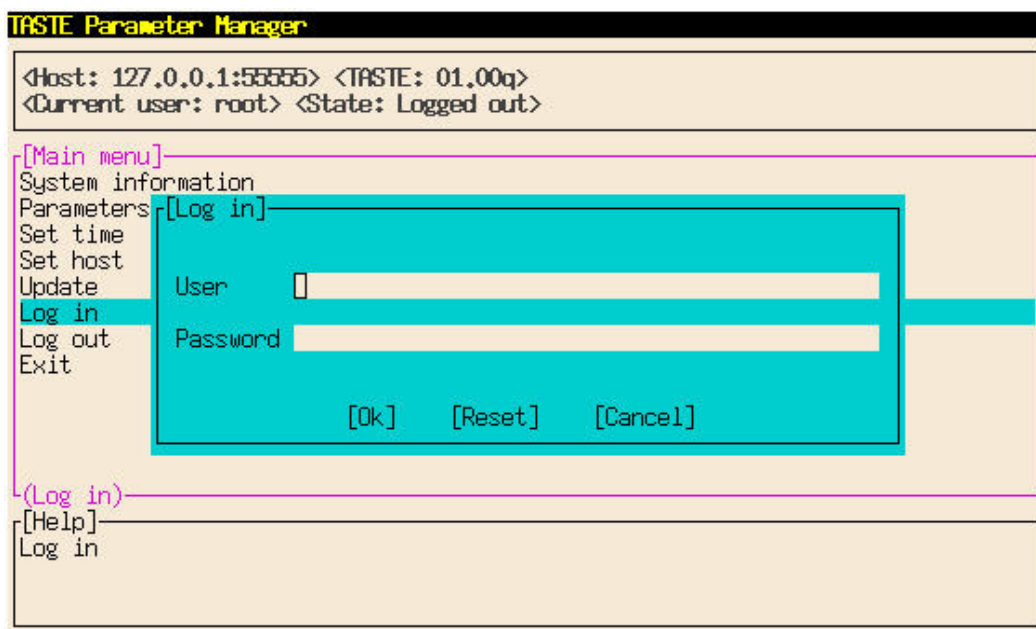 TASTE Parameter Manager
<Host: 127.0.0.1:55555> <TASTE: 01.00q>
<Current user: root> <State: Logged out>
[Main menu]
System information
Parameters
Set time
Set host
Update
Log in
Log out
Exit
[Log in]
User
Password
[Ok] [Reset] [Cancel]
(Log in)
[Help]
Log in